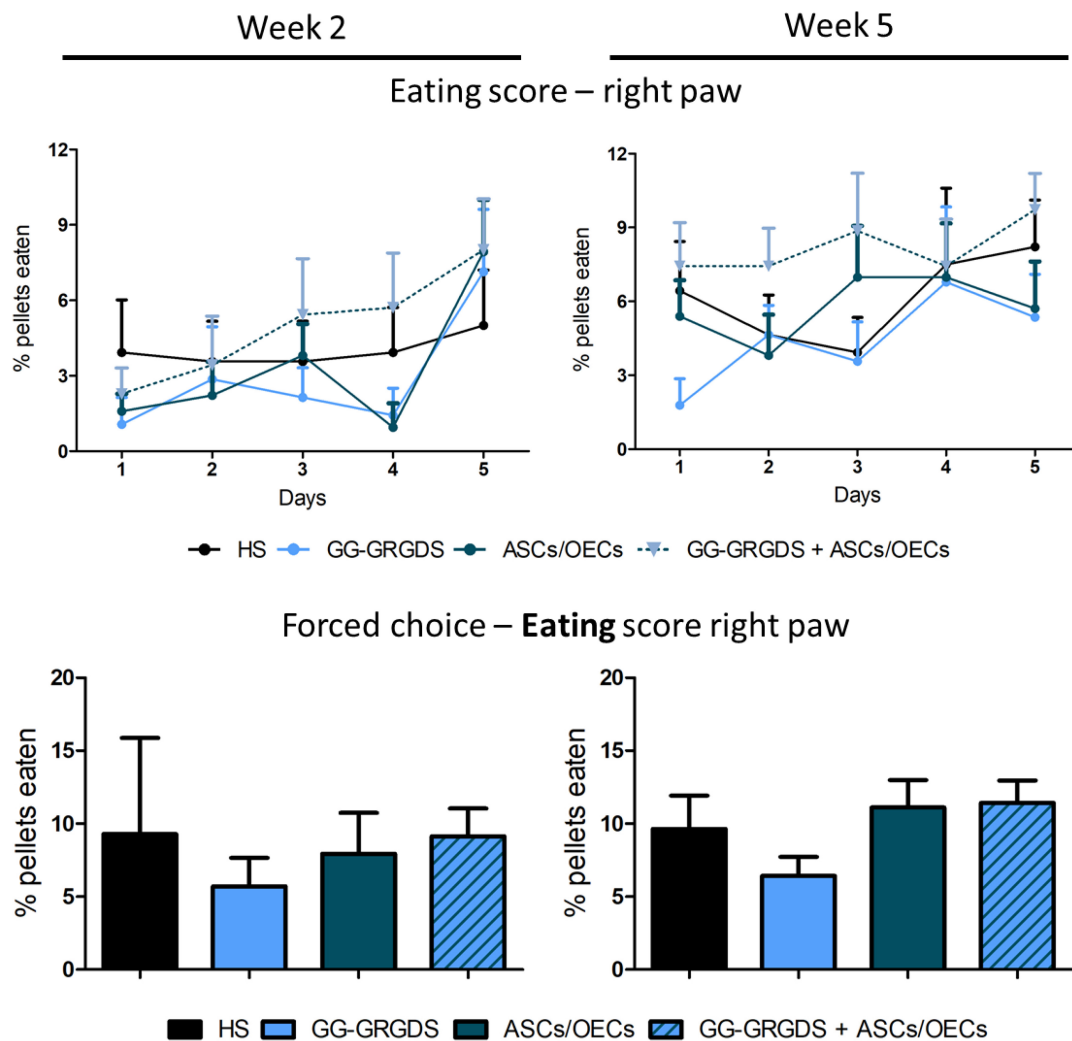 Week 2
Week 5
Eating score – right paw
% pellets eaten
12
9
6
3
0
1 2 3 4 5
Days
% pellets eaten
12
9
6
3
0
1 2 3 4 5
Days
HS GG-GRGDS ASCs/OECs GG-GRGDS + ASCs/OECs
Forced choice – Eating score right paw
% pellets eaten
20
15
10
5
0
% pellets eaten
20
15
10
5
0
HS GG-GRGDS ASCs/OECs GG-GRGDS + ASCs/OECs